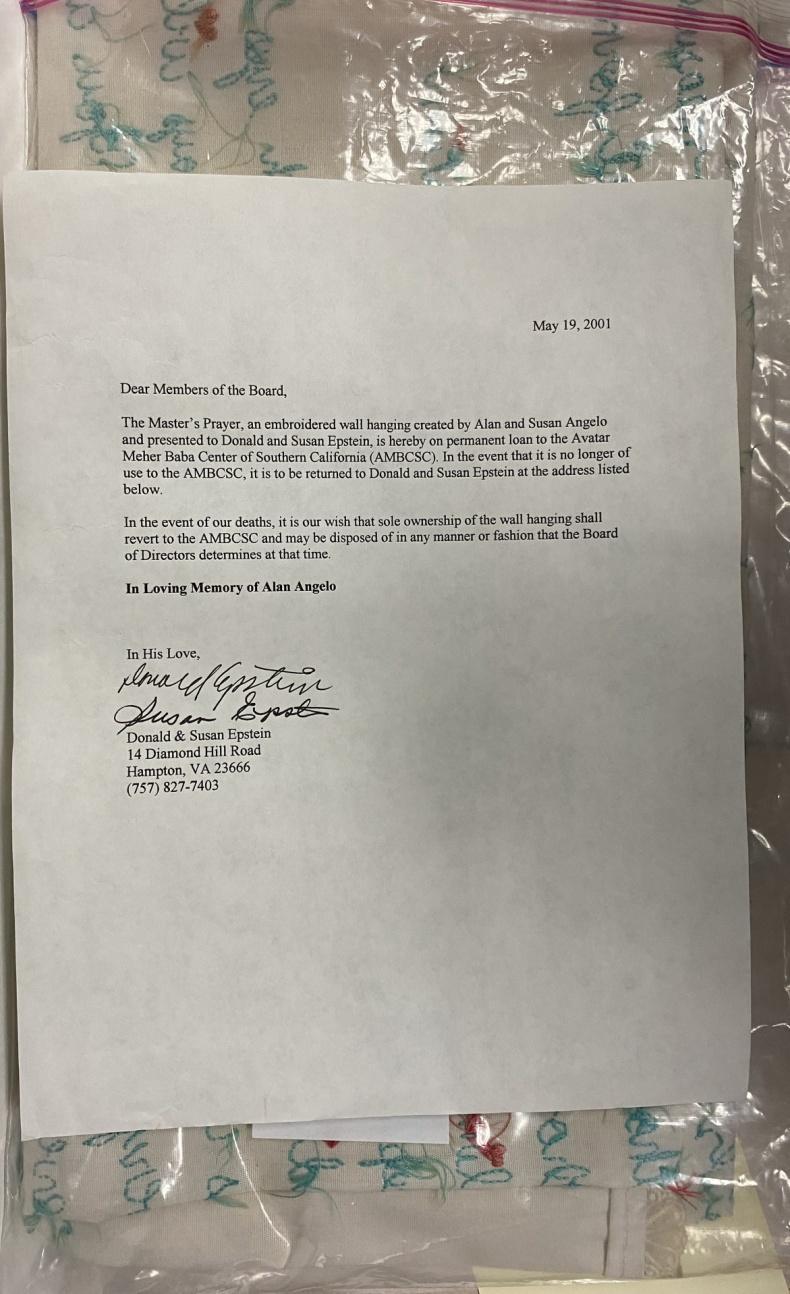 May 19, 2001
Dear Members of the Board,
The Master's Prayer, an embroidered wall hanging created by Alan and Susan Angelo
and presented to Donald and Susan Epstein, is hereby on permanent loan to the Avatar
Meher Baba Center of Southern California (AMBCSC). In the event that it is no longer of
use to the AMBCSC, it is to be returned to Donald and Susan Epstein at the address listed
below.
In the event of our deaths, it is our wish that sole ownership of the wall hanging shall
revert to the AMBCSC and may be disposed of in any manner or fashion that the Board
of Directors determines at that time.
In Loving Memory of Alan Angelo
In His Love,
Donald Epstein
Susan Epstein
Donald & Susan Epstein
14 Diamond Hill Road
Hampton, VA 23666
(757) 827-7403